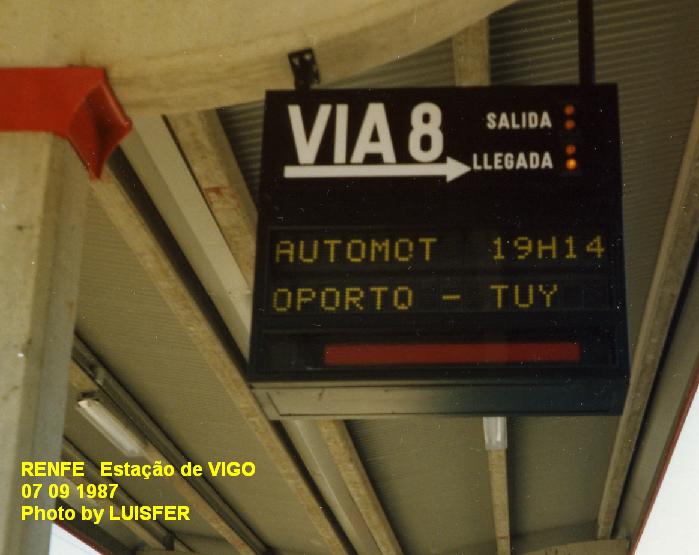 VIA 8
SALIDA
LLEGADA
AUTOMOT 19H14
OPORTO - TUY
RENFE Estação de VIGO
07 09 1987
Photo by LUISFER